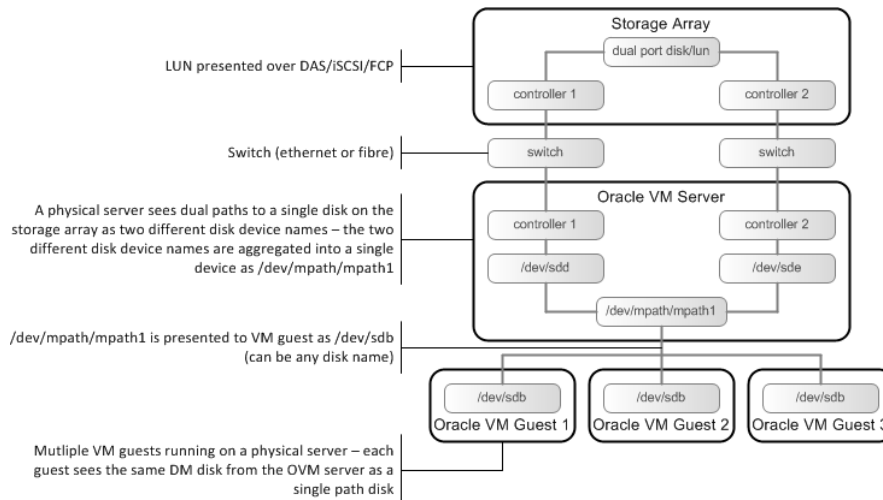 Storage Array
dual port disk/lun
LUN presented over DAS/iSCSI/FCP
controller 1
controller 2
Switch (ethernet or fibre)
switch
switch
Oracle VM Server
A physical server sees dual paths to a single disk on the
storage array as two different disk device names – the two
different disk device names are aggregated into a single
device as /dev/mpath/mpath1
controller 1
controller 2
/dev/sdd
/dev/sde
/dev/mpath/mpath1
/dev/mpath/mpath1 is presented to VM guest as /dev/sdb
(can be any disk name)
/dev/sdb
/dev/sdb
/dev/sdb
Oracle VM Guest 1
Oracle VM Guest 2
Oracle VM Guest 3
Mutliple VM guests running on a physical server – each
guest sees the same DM disk from the OVM server as a
single path disk